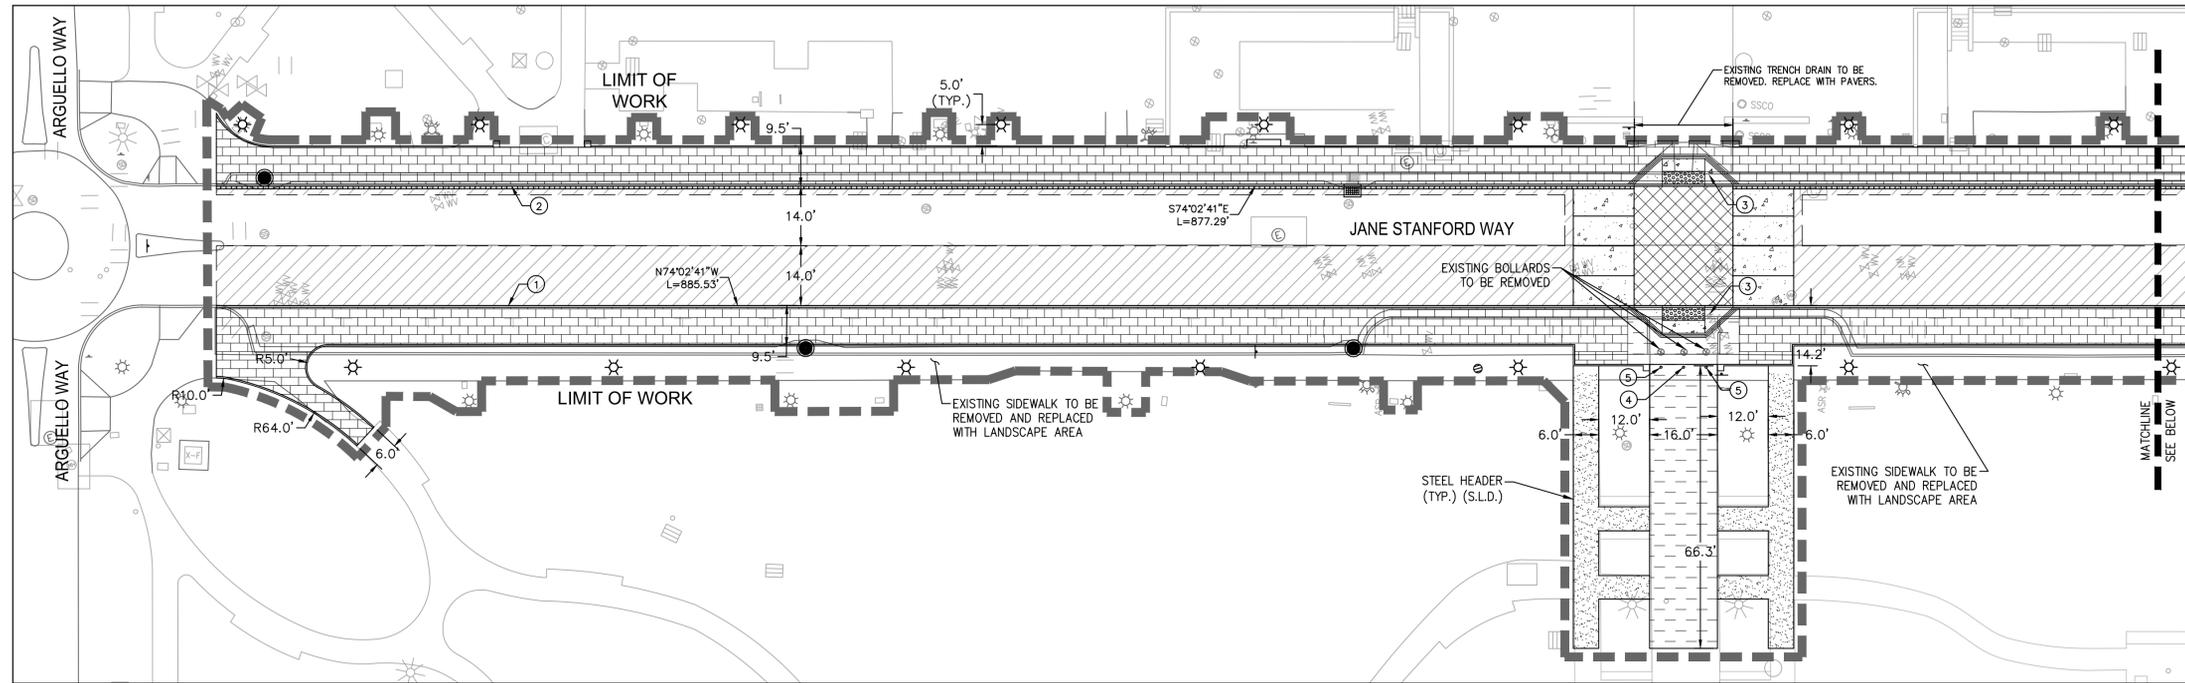 ARGUELLO WAY
LIMIT OF
WORK
5.0'
(TYP.)
EXISTING TRENCH DRAIN TO BE
REMOVED. REPLACE WITH PAVERS.
SSCO
9.5'
2
14.0'
S74°02'41"E
L=877.29'
JANE STANFORD WAY
3
E
E
14.0'
N74°02'41"W
L=885.53'
1
EXISTING BOLLARDS
TO BE REMOVED
3
9.5'
R5.0'
R10.0'
R64.0'
6.0'
ARGUELLO WAY
X-F
LIMIT OF WORK
EXISTING SIDEWALK TO BE
REMOVED AND REPLACED
WITH LANDSCAPE AREA
14.2'
5
4
5
12.0'
12.0'
6.0'
16.0'
6.0'
STEEL HEADER
(TYP.) (S.L.D.)
66.3'
EXISTING SIDEWALK TO BE
REMOVED AND REPLACED
WITH LANDSCAPE AREA
MATCHLINE
SEE BELOW